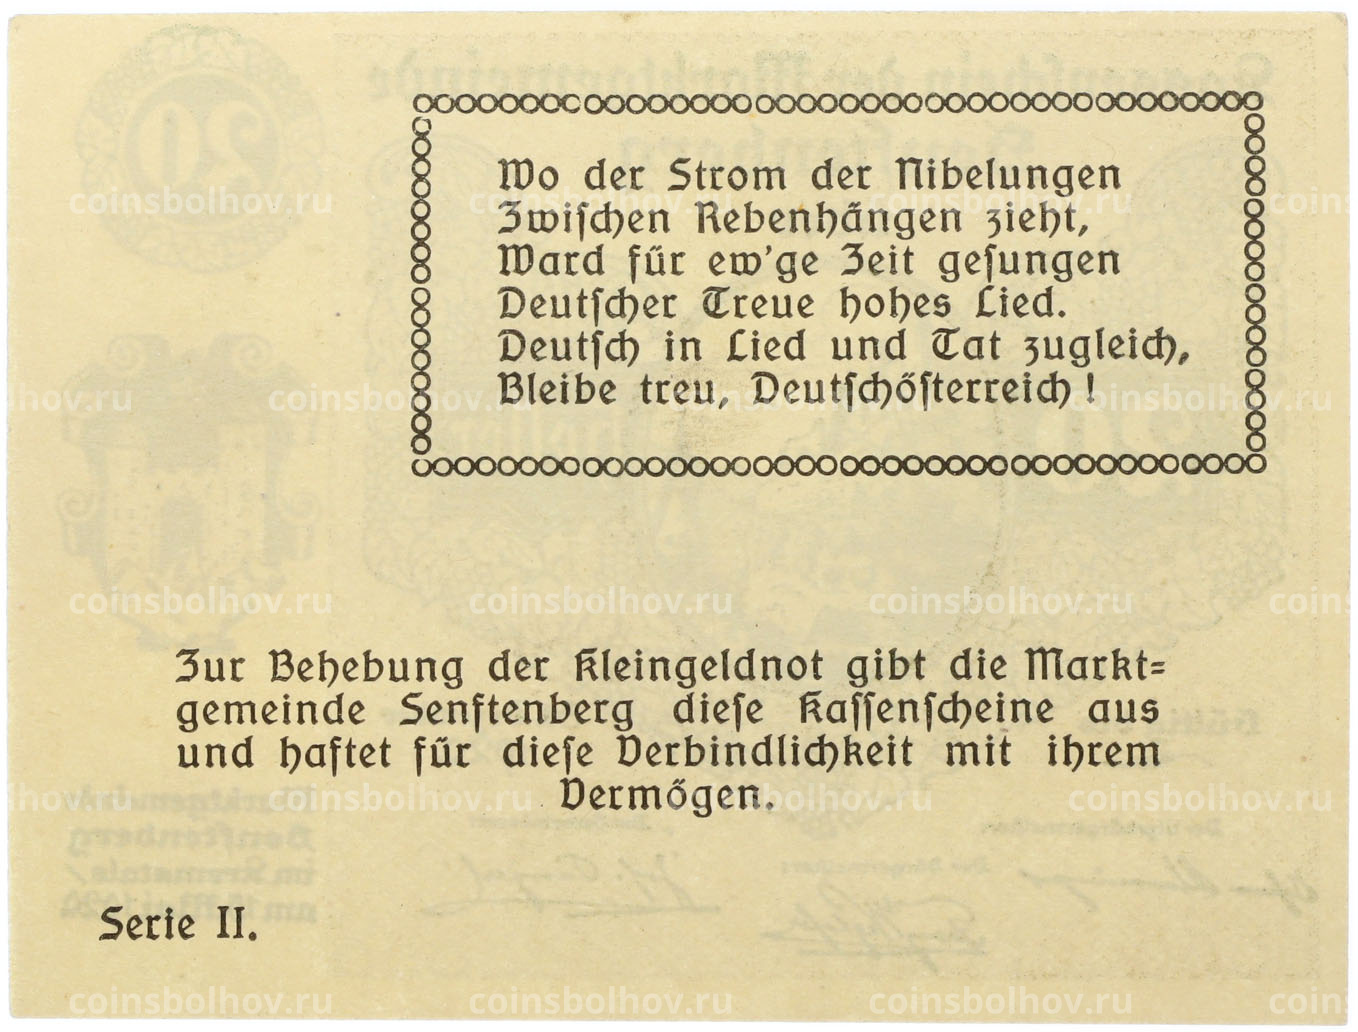 Wo der Strom der Nibelungen
Zwiſchen Rebenhängen zieht,
Ward für ew'ge Zeit geſungen
Deutſcher Treue hohes Lied.
Deutſch in Lied und Tat zugleich,
Bleibe treu, Deutſchöſterreich!
Zur Behebung der Kleingeldnot gibt die Markt=
gemeinde Senftenberg dieſe Kaſſenſcheine aus
und haftet für dieſe Verbindlichkeit mit ihrem
Vermögen.
Serie II.
coinsbolhov.ru